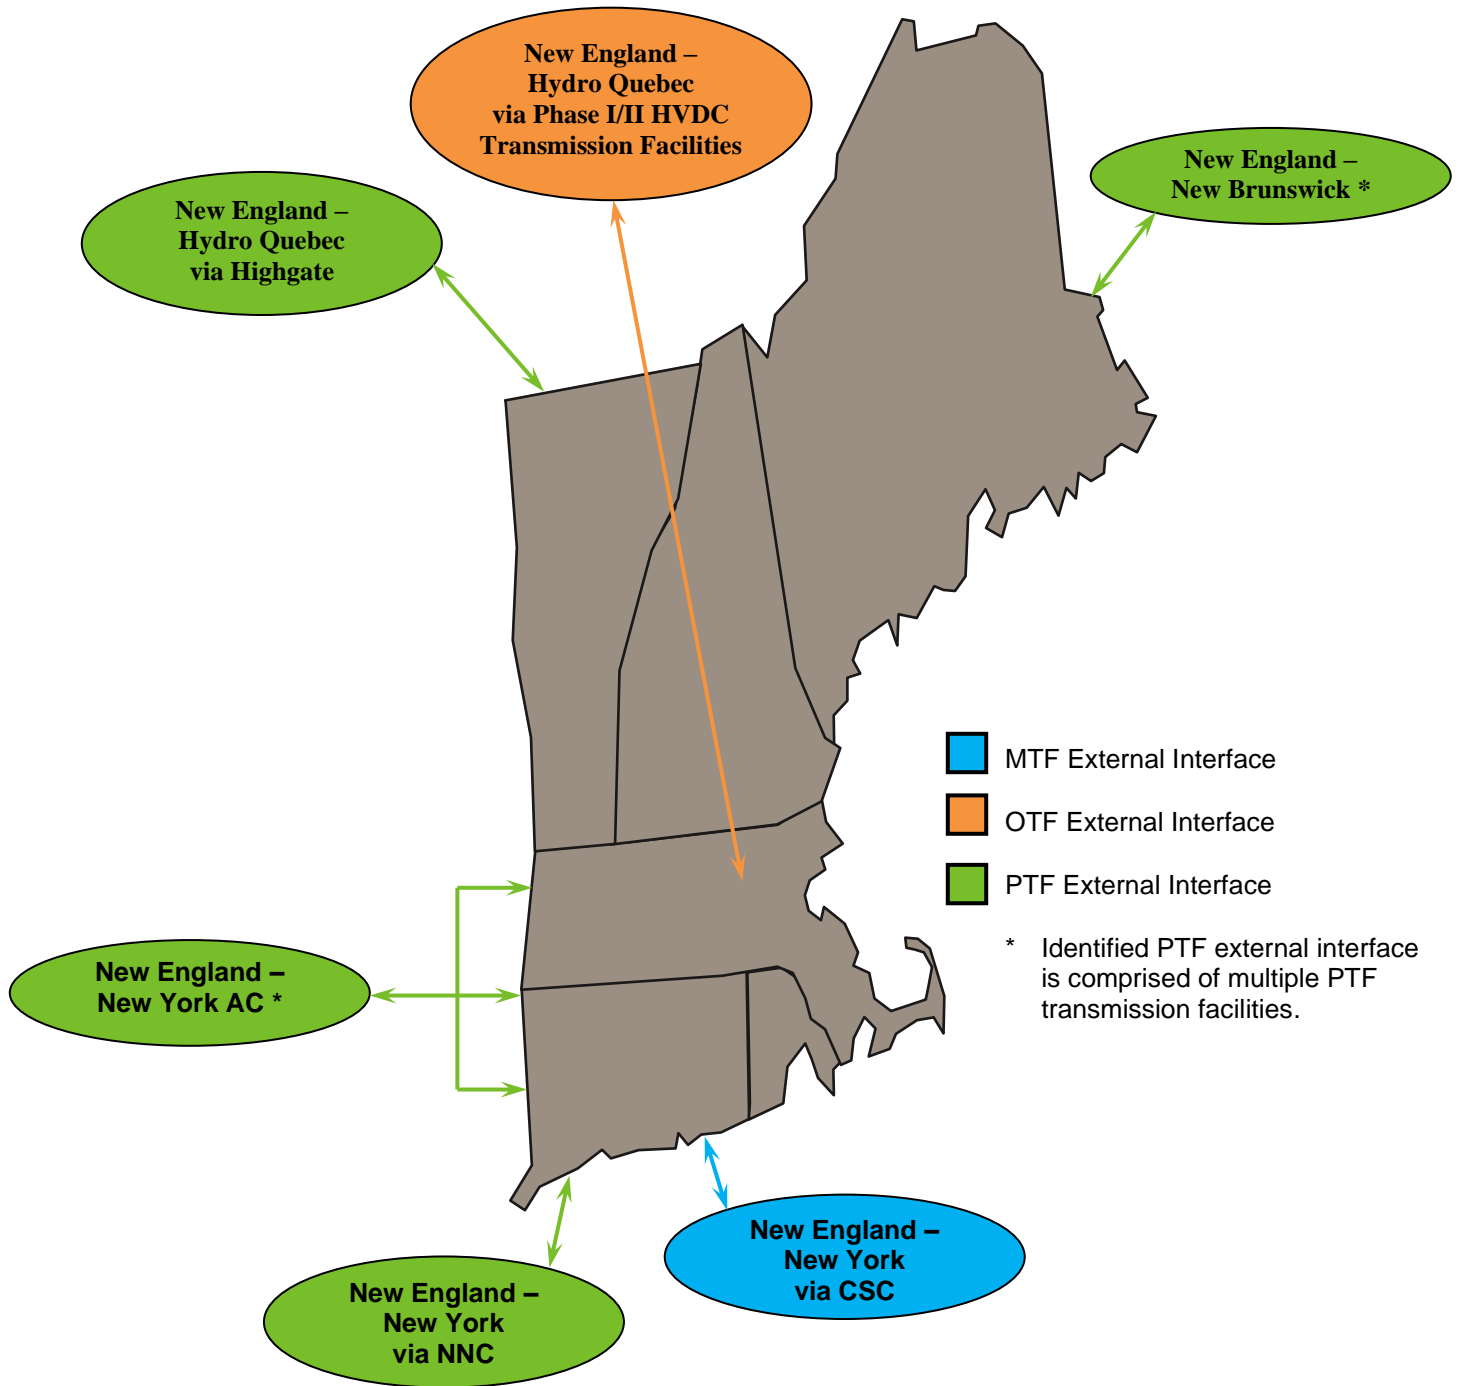 New England –
Hydro Quebec
via Phase I/II HVDC
Transmission Facilities
New England –
New Brunswick *
New England –
Hydro Quebec
via Highgate
MTF External Interface
OTF External Interface
PTF External Interface
* Identified PTF external interface
is comprised of multiple PTF
transmission facilities.
New England –
New York AC *
New England –
New York
via CSC
New England –
New York
via NNC